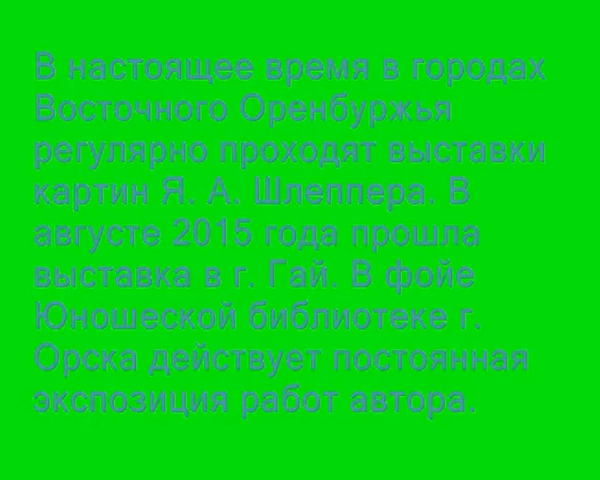 В настоящее время в городах
Восточного Оренбуржья
регулярно проходят выставки
картин Я. А. Шлеппера. В
августе 2015 года прошла
выставка в г. Гай. В фойе
Юношеской библиотеке г.
Орска действует постоянная
экспозиция работ автора.